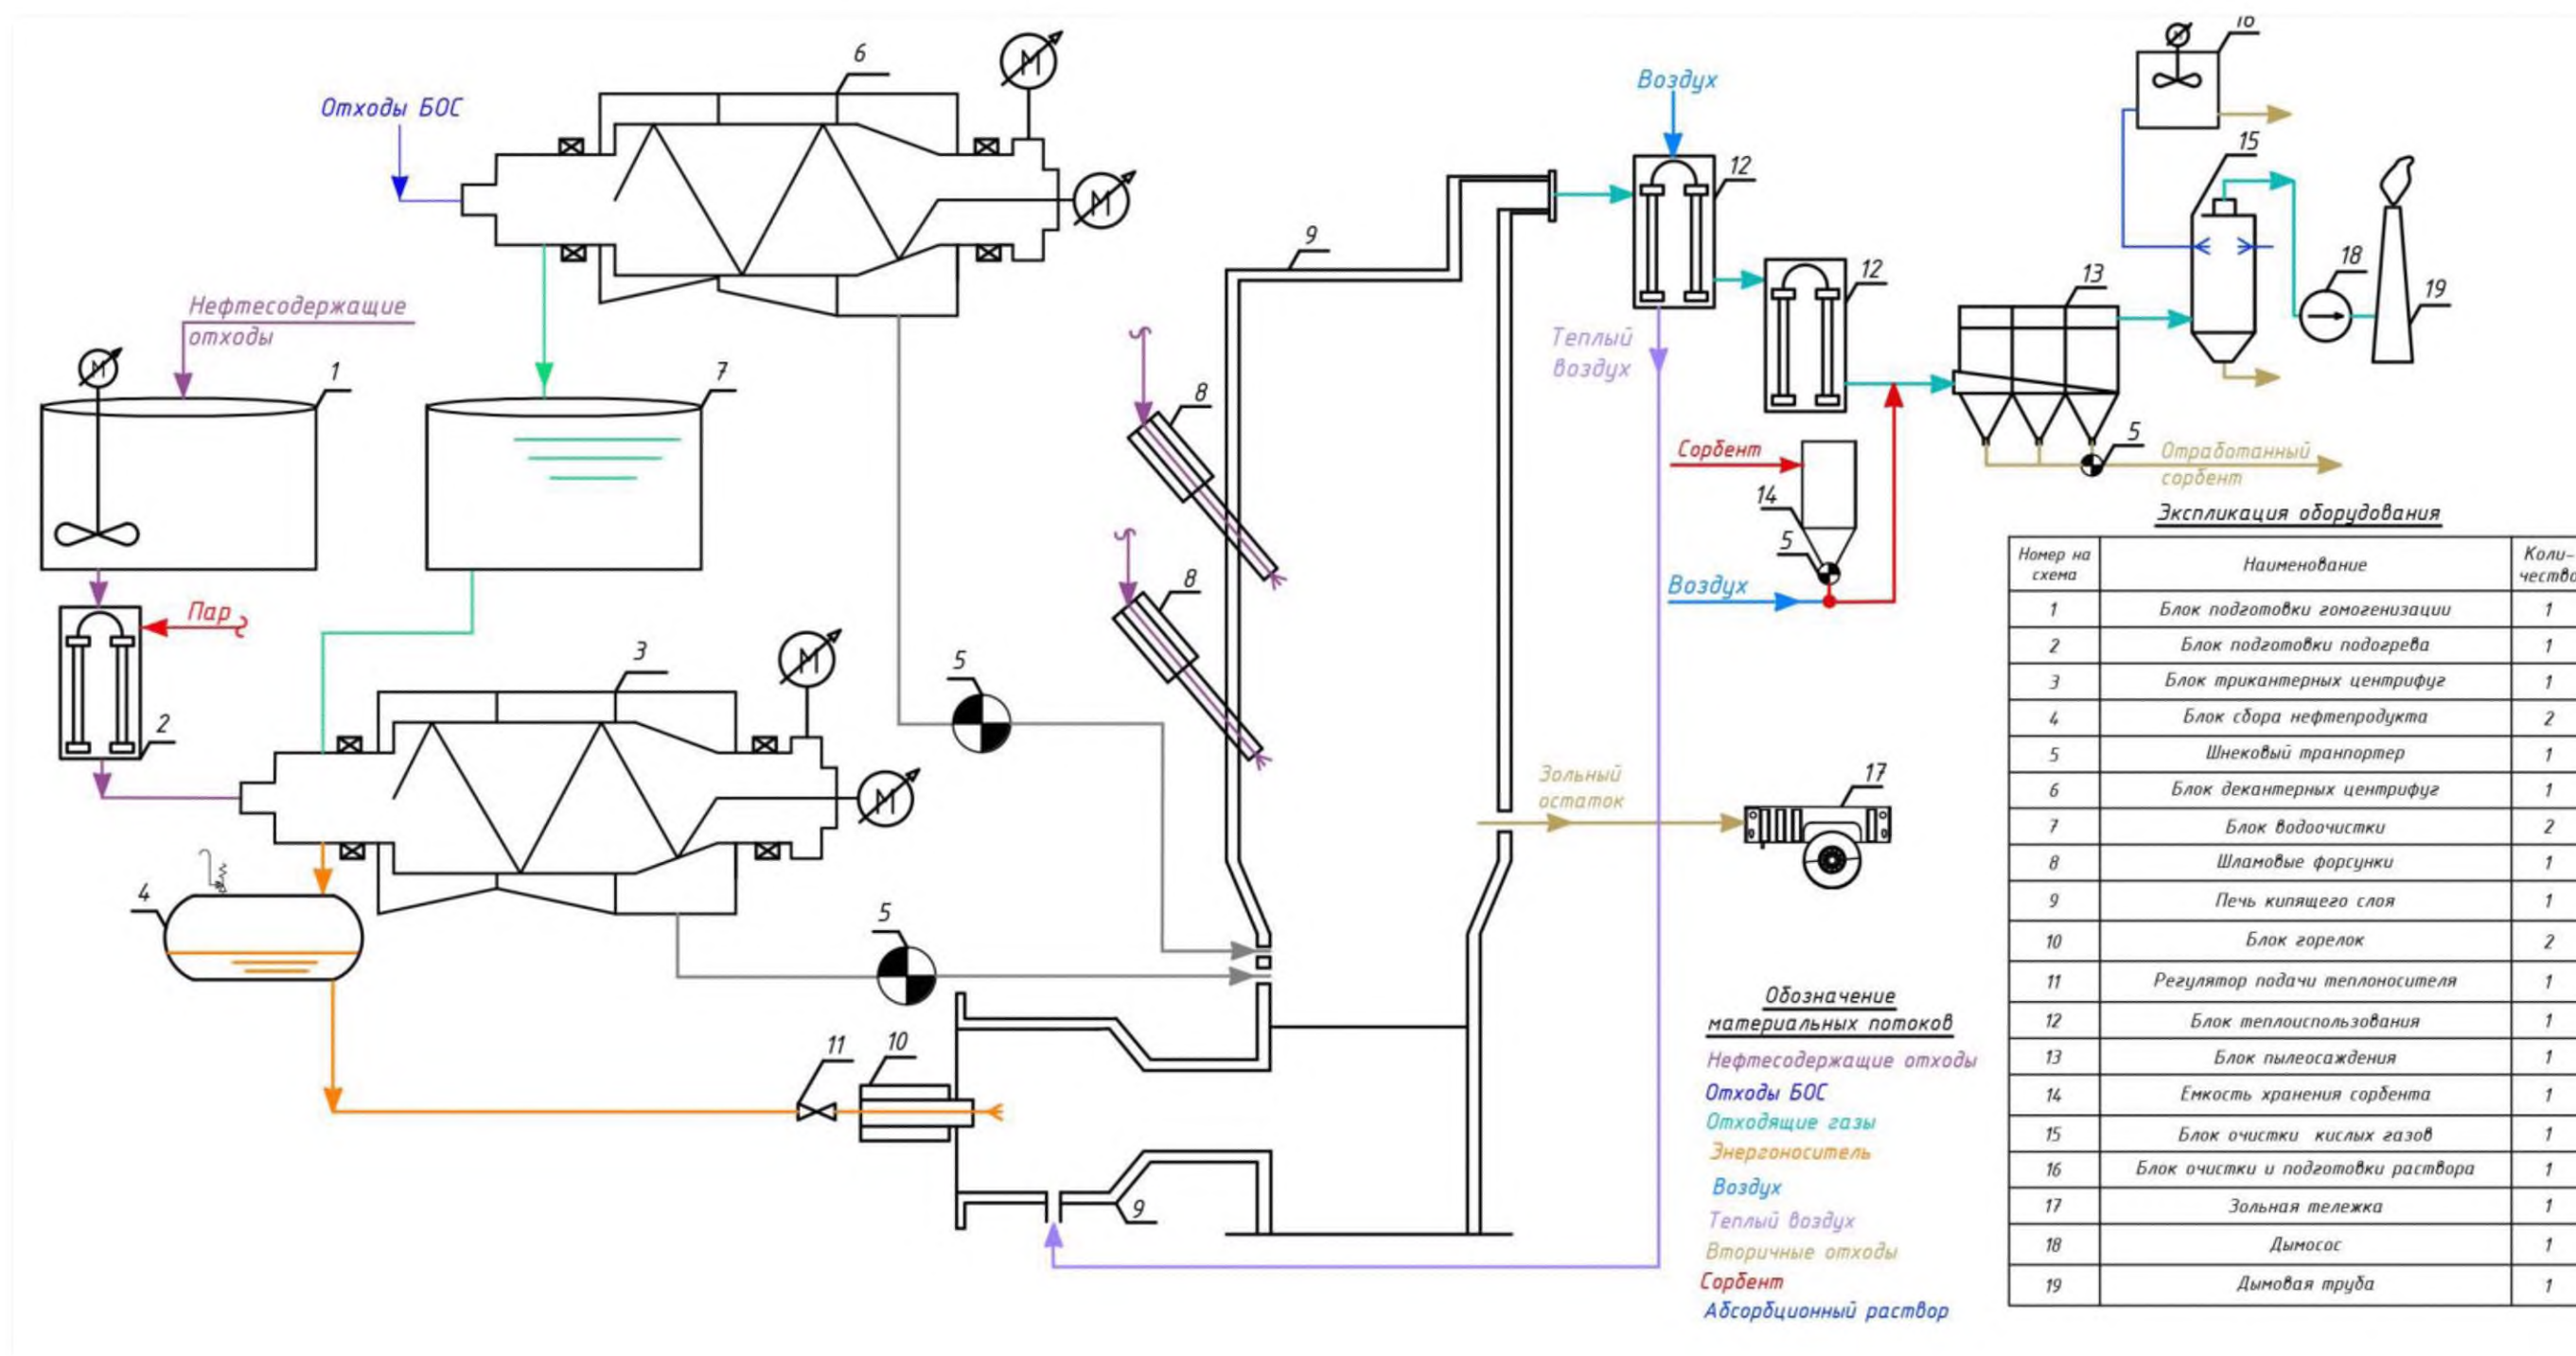 16
6
M
Отходы БОС
Воздух
15
12
M
9
12
13
18
19
Нефтесодержащие
отходы
Теплый
воздух
M
1
7
8
5
Сорбент
Отработанный
сорбент
14
5
Экспликация оборудования
Воздух
8
Пар
3
M
5
2
M
Зольный
остаток
17
4
5
11
10
9
Обозначение
материальных потоков
Нефтесодержащие отходы
Отходы БОС
Отходящие газы
Энергоноситель
Воздух
Теплый воздух
Вторичные отходы
Сорбент
Абсорбционный раствор
Номер на схема Наименование Коли- чество
1 Блок подготовки гомогенизации 1
2 Блок подготовки подогрева 1
3 Блок трикантерных центрифуг 1
4 Блок сбора нефтепродукта 2
5 Шнековый транпортер 1
6 Блок декантерных центрифуг 1
7 Блок водоочистки 2
8 Шламовые форсунки 1
9 Печь кипящего слоя 1
10 Блок горелок 2
11 Регулятор подачи теплоносителя 1
12 Блок теплоиспользования 1
13 Блок пылеосаждения 1
14 Емкость хранения сорбента 1
15 Блок очистки кислых газов 1
16 Блок очистки и подготовки раствора 1
17 Зольная тележка 1
18 Дымосос 1
19 Дымовая труба 1